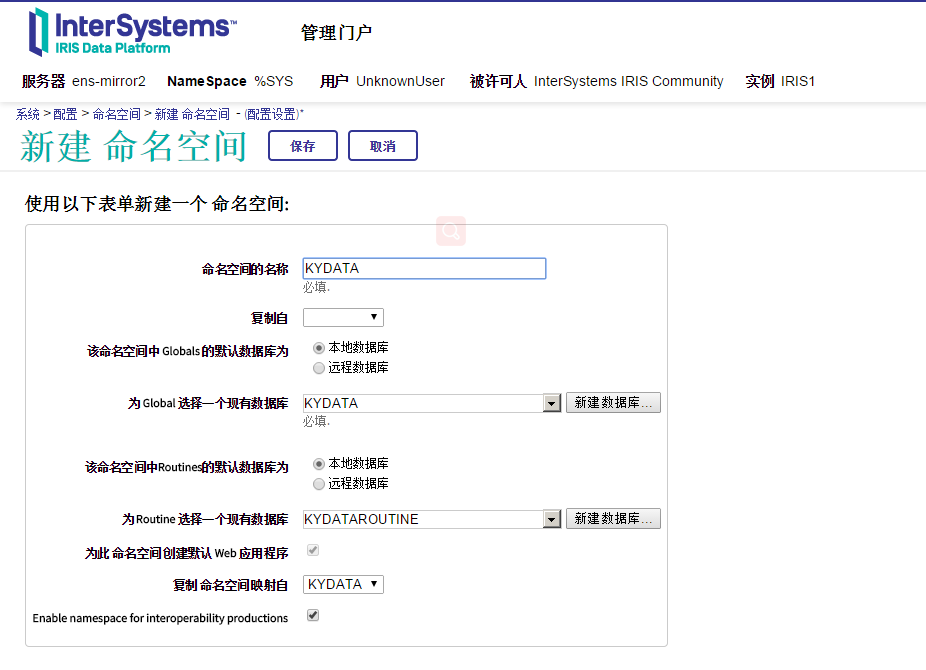 InterSystems™
IRIS Data Platform
管理门户
服务器 ens-mirror2 NameSpace %SYS 用户 UnknownUser 被许可人 InterSystems IRIS Community 实例 IRIS1
系统 > 配置 > 命名空间 > 新建 命名空间 - (配置设置)*
新建 命名空间 保存 取消
使用以下表单新建一个 命名空间:
命名空间的名称 KYDATA
必填.
复制自
该命名空间中 Globals 的默认数据库为 本地数据库
远程数据库
为 Global 选择一个现有数据库 KYDATA 新建数据库...
必填.
该命名空间中Routines的默认数据库为 本地数据库
远程数据库
为 Routine 选择一个现有数据库 KYDATAROUTINE 新建数据库...
为此 命名空间 创建默认 Web 应用程序
复制 命名空间映射自 KYDATA
Enable namespace for interoperability productions